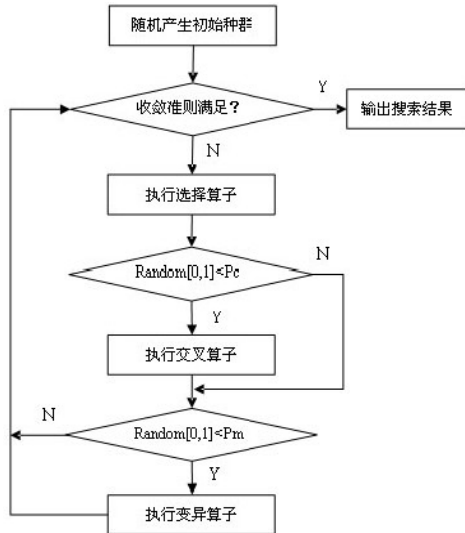 随机产生初始种群
收敛准则满足？
Y
输出搜索结果
N
执行选择算子
Random[0,1]<Pc
N
Y
执行交叉算子
N
Random[0,1]<Pm
Y
执行变异算子